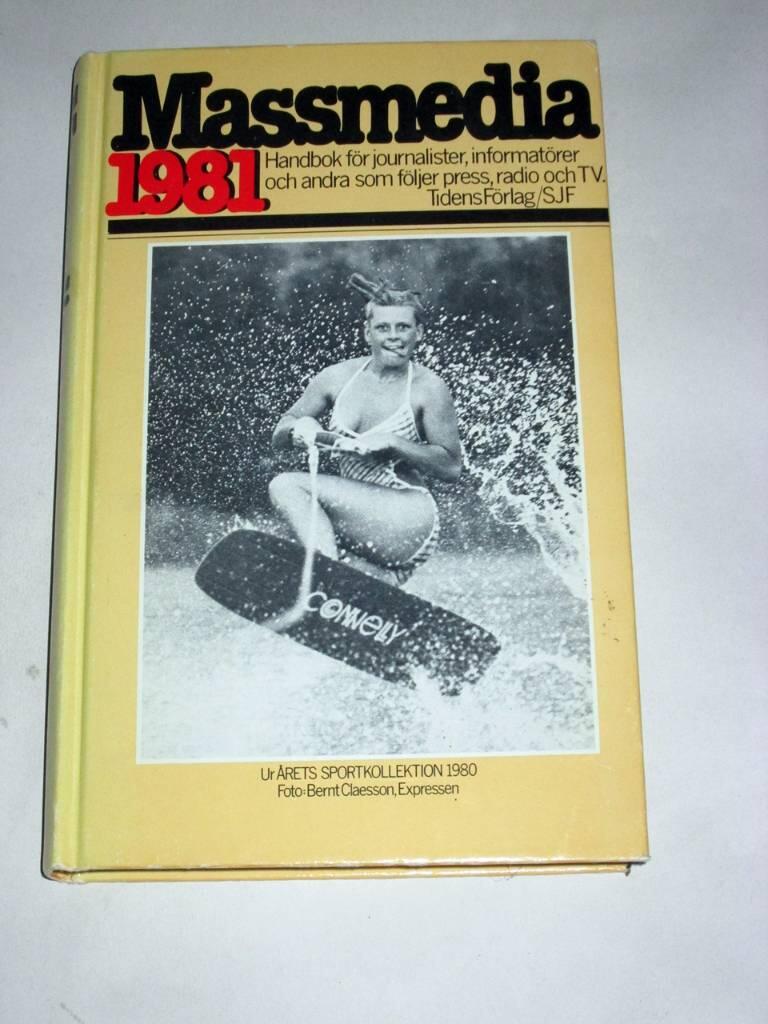 Massmedia
1981
Handbok för journalister, informatörer
och andra som följer press, radio och TV.
Tidens Förlag/SJF
CONNELLY
Ur ÅRETS SPORTKOLLEKTION 1980
Foto: Bernt Claesson, Expressen